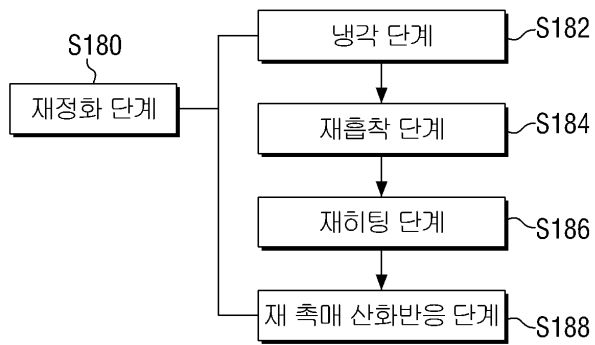 S180
재정화 단계
냉각 단계
S182
재흡착 단계
S184
재히팅 단계
S186
재 촉매 산화반응 단계
S188